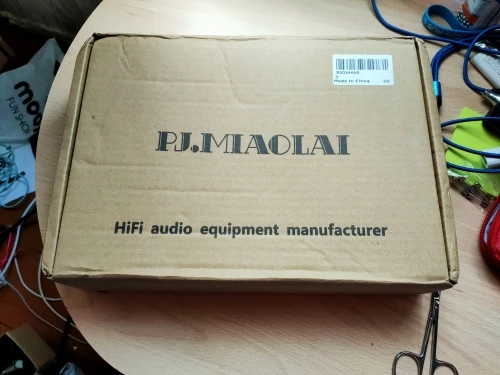 Made in China
PJ.MIAOLAI
HiFi audio equipment manufacturer